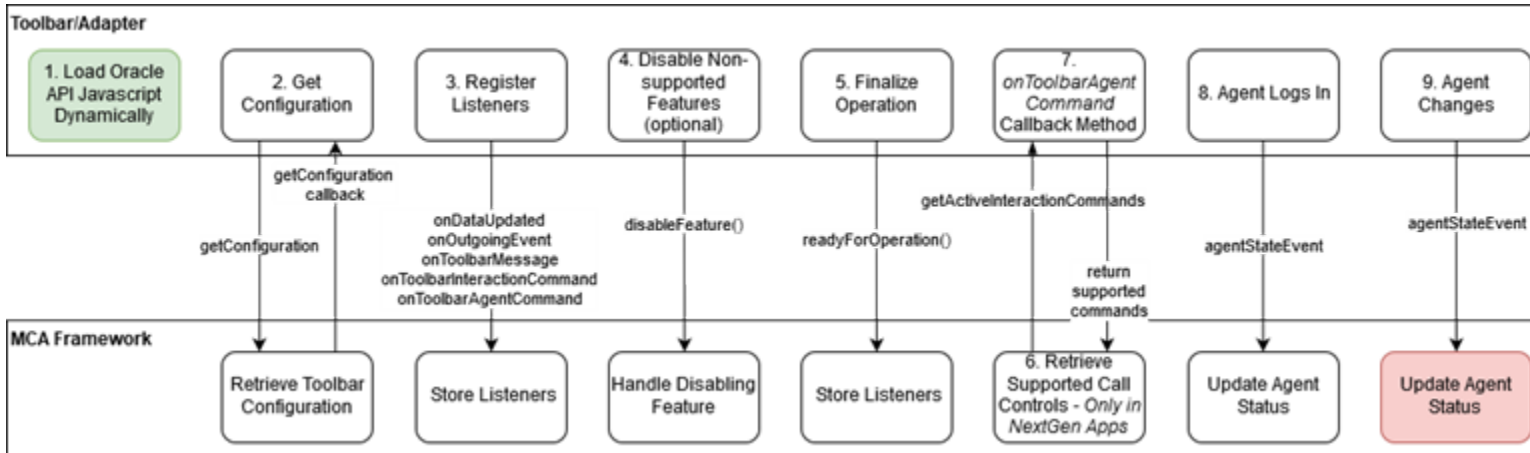 Toolbar/Adapter
1. Load Oracle
API Javascript
Dynamically
2. Get
Configuration
3. Register
Listeners
4. Disable Non-
supported
Features
(optional)
5. Finalize
Operation
7.
onToolbarAgent
Command
Callback Method
8. Agent Logs In
9. Agent
Changes
getConfiguration
getConfiguration
callback
onDataUpdated
onOutgoingEvent
onToolbarMessage
onToolbarInteractionCommand
onToolbarAgentCommand
disableFeature()
readyForOperation()
getActiveInteractionCommands
return
supported
commands
agentStateEvent
agentStateEvent
MCA Framework
Retrieve Toolbar
Configuration
Store Listeners
Handle Disabling
Feature
Store Listeners
6. Retrieve
Supported Call
Controls - Only in
NextGen Apps
Update Agent
Status
Update Agent
Status